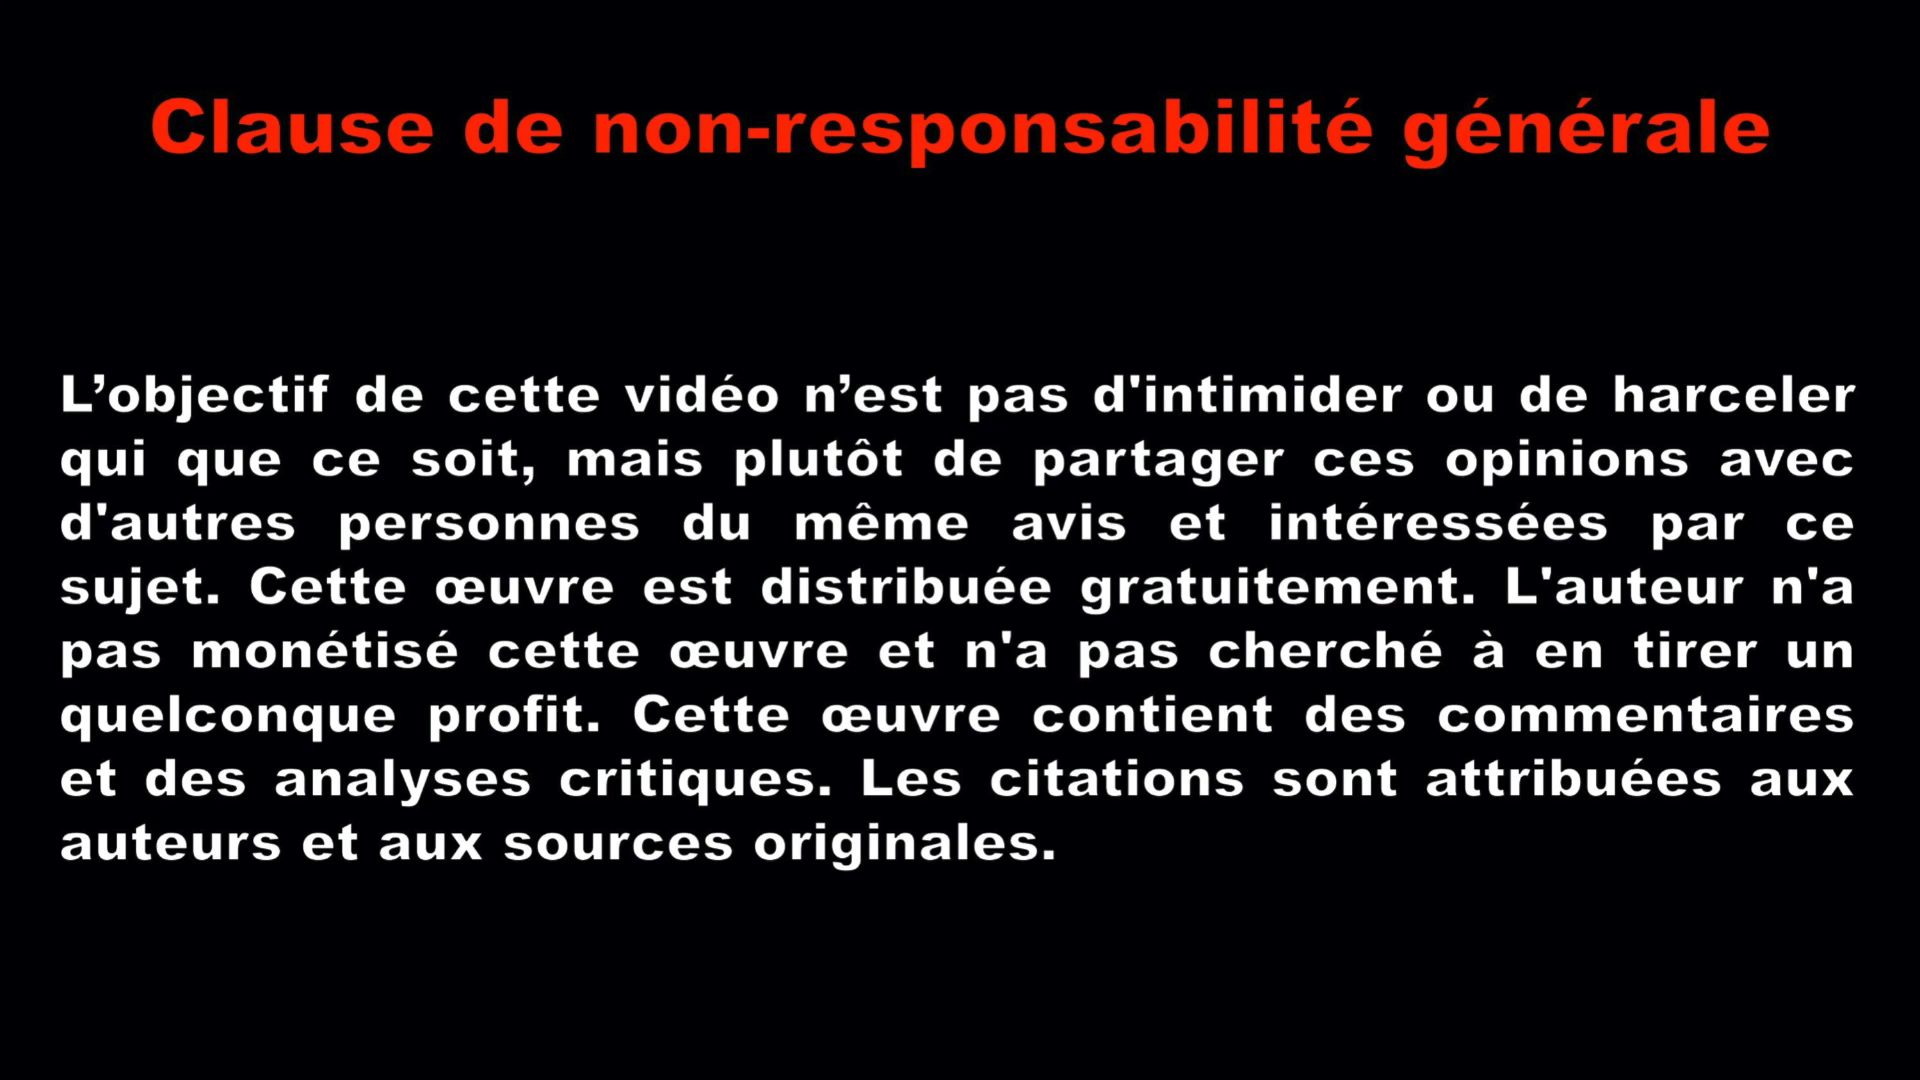 Clause de non-responsabilité générale
L’objectif de cette vidéo n’est pas d'intimider ou de harceler
qui que ce soit, mais plutôt de partager ces opinions avec
d'autres personnes du même avis et intéressées par ce
sujet. Cette œuvre est distribuée gratuitement. L'auteur n'a
pas monétisé cette œuvre et n'a pas cherché à en tirer un
quelconque profit. Cette œuvre contient des commentaires
et des analyses critiques. Les citations sont attribuées aux
auteurs et aux sources originales.